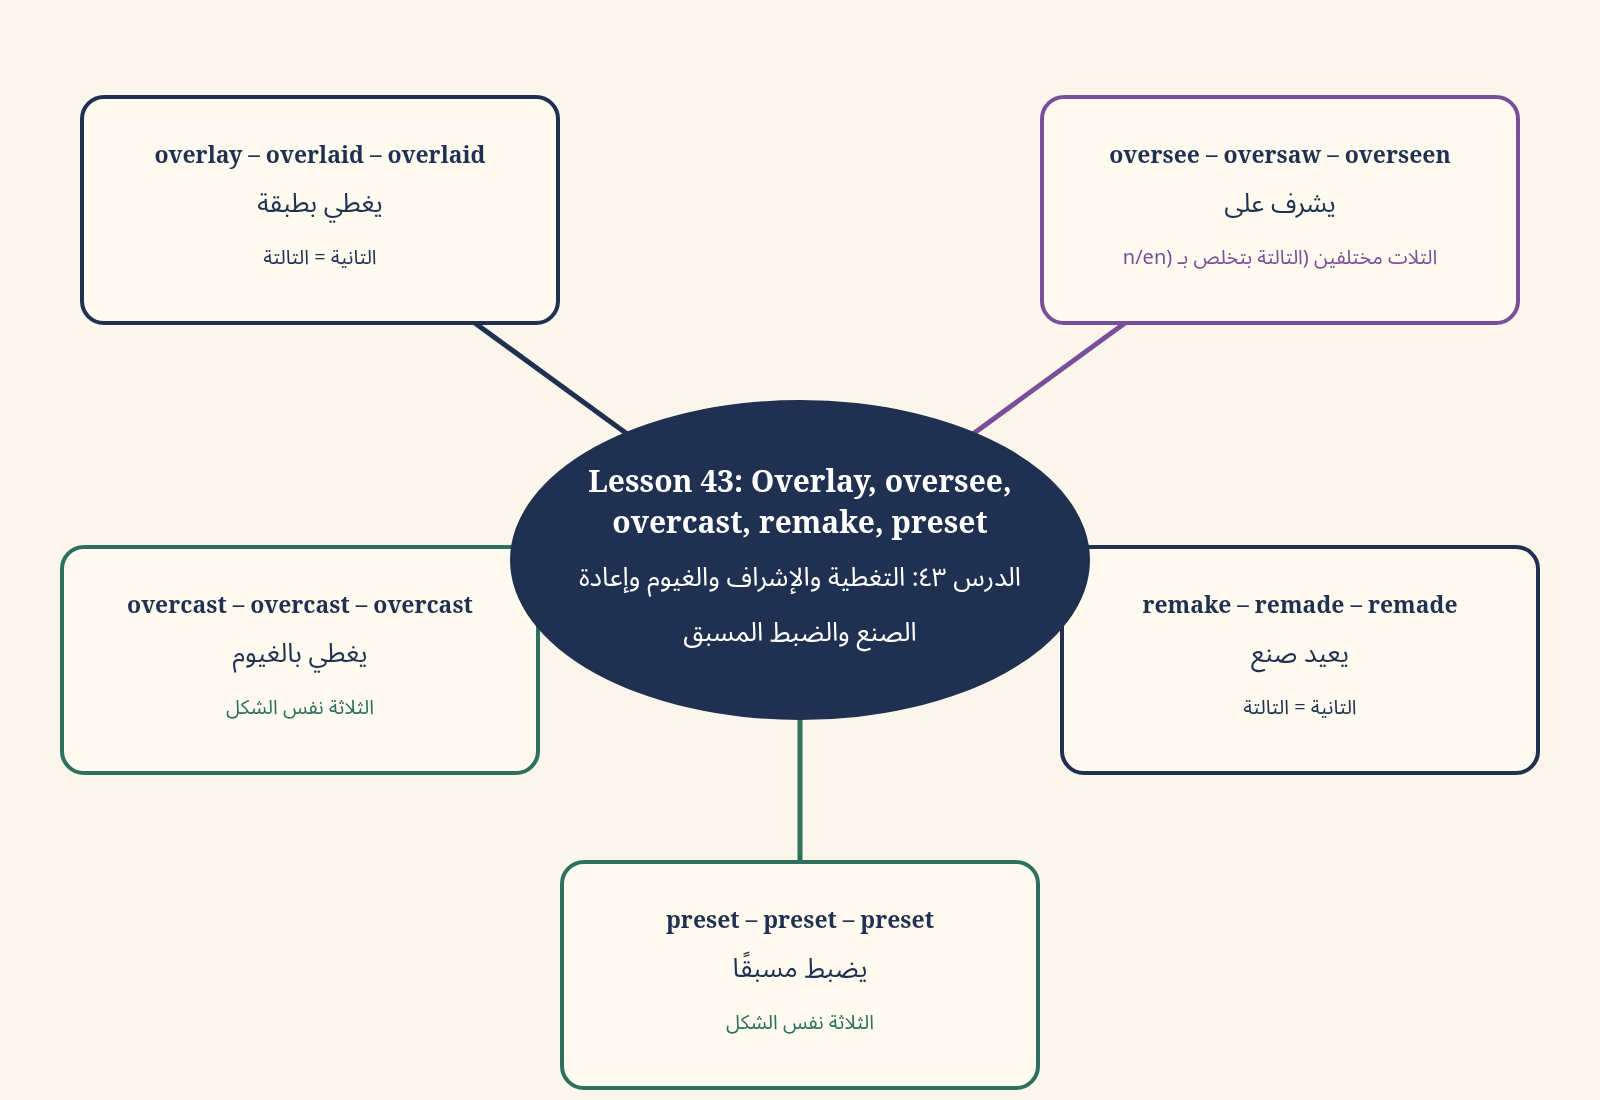 overlay – overlaid – overlaid
يغطي بطبقة
التانية = التالتة
oversee – oversaw – overseen
يشرف على
التلات مختلفين (التالتة بتخلص بـ n/en)
Lesson 43: Overlay, oversee,
overcast, remake, preset
الدرس ٤٣: التغطية والإشراف والغيوم وإعادة
الصنع والضبط المسبق
overcast – overcast – overcast
يغطي بالغيوم
الثلاثة نفس الشكل
remake – remade – remade
يعيد صنع
التانية = التالتة
preset – preset – preset
يضبط مسبقًا
الثلاثة نفس الشكل